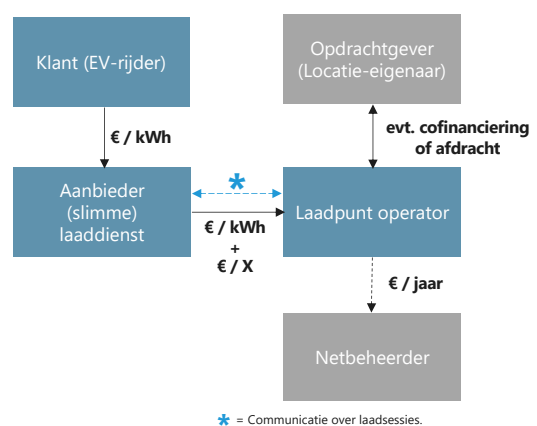 Klant (EV-rijder)
Opdrachtgever
(Locatie-eigenaar)
€ / kWh
evt. cofinanciering
of afdracht
Aanbieder
(slimme)
laaddienst
*
€ / kWh
+
€ / X
Laadpunt operator
€ / jaar
Netbeheerder
* = Communicatie over laadsessies.